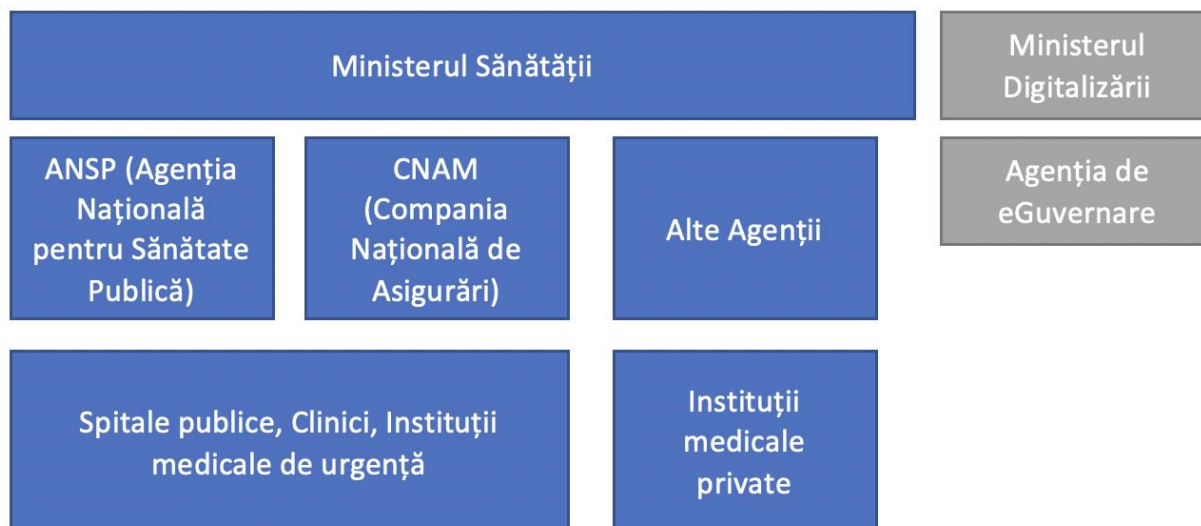 Ministerul Sănătății
Ministerul
Digitalizării
ANSP (Agenția
Națională
pentru Sănătate
Publică)
CNAM
(Compania
Națională de
Asigurări)
Alte Agenții
Agenția de
eGuvernare
Spitale publice, Clinici, Instituții
medicale de urgență
Instituții
medicale
private